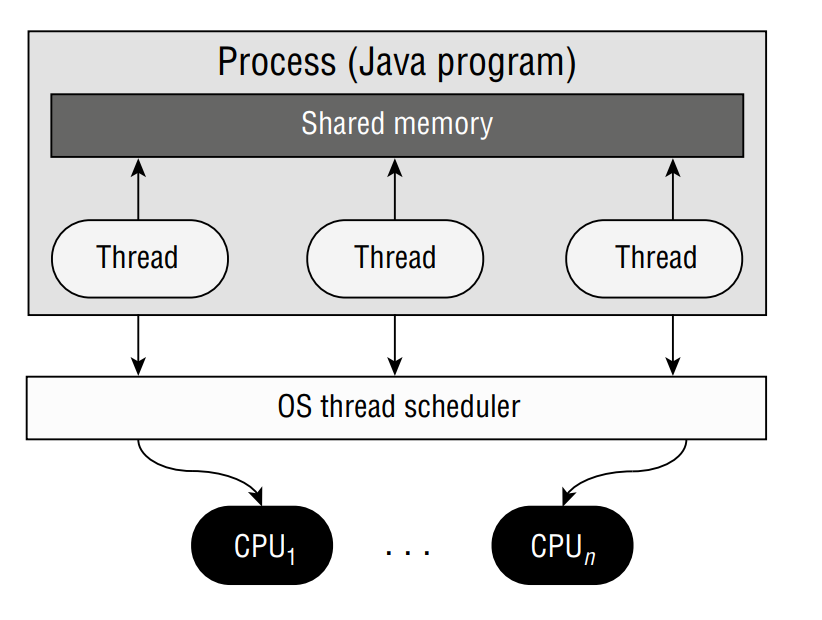 Process (Java program)
Shared memory
Thread
Thread
Thread
OS thread scheduler
CPU1 . . . CPUn